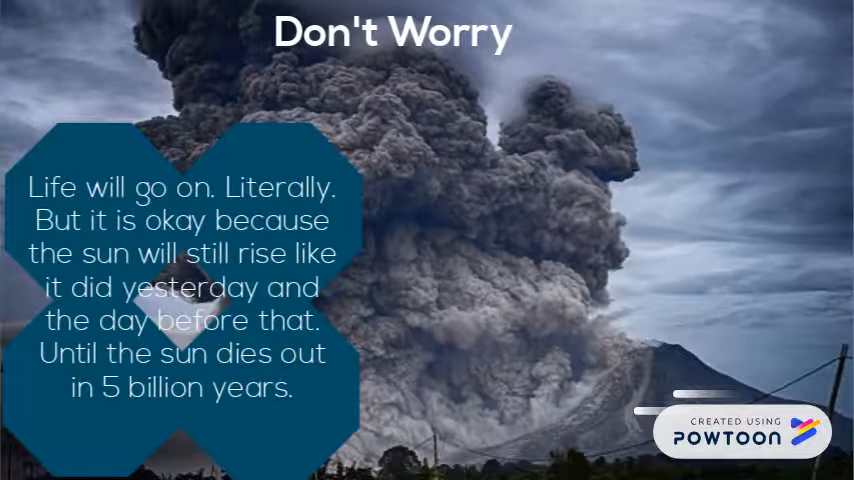 Don't Worry
Life will go on. Literally.
But it is okay because
the sun will still rise like
it did yesterday and
the day before that.
Until the sun dies out
in 5 billion years.
CREATED USING
POWTOON